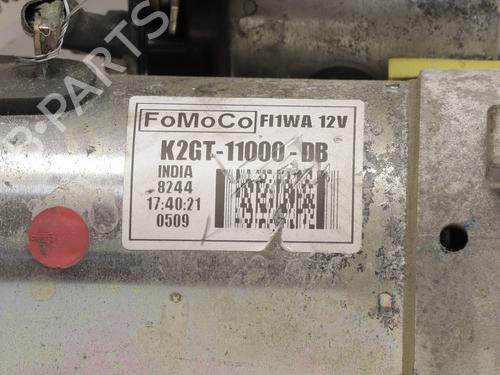 FoMoCo FI1WA 12V
K2GT-11000-DB
INDIA
8244
17:40:21
0509
B-PARTS